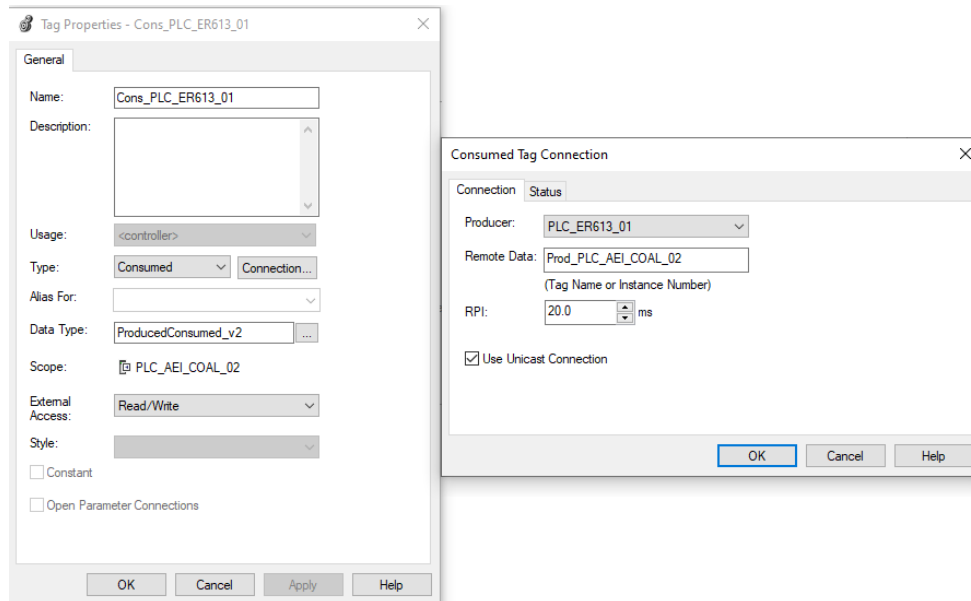 Tag Properties - Cons_PLC_ER613_01
General
Name: Cons_PLC_ER613_01
Description:
Usage: <controller>
Type: Consumed Connection...
Alias For:
Data Type: ProducedConsumed_v2 ...
Scope: PLC_AEI_COAL_02
External
Access: Read/Write
Style:
Constant
Open Parameter Connections
OK Cancel Apply Help
Consumed Tag Connection
Connection Status
Producer: PLC_ER613_01
Remote Data: Prod_PLC_AEI_COAL_02
(Tag Name or Instance Number)
RPI: 20.0 ms
Use Unicast Connection
OK Cancel Help